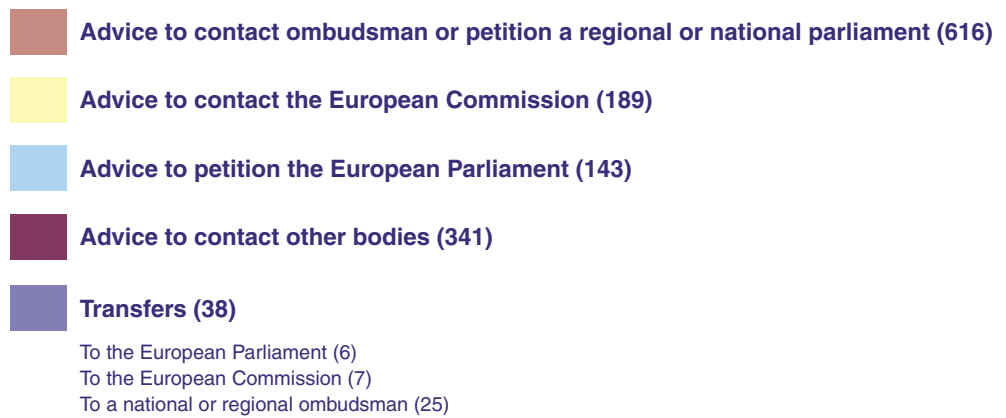 Advice to contact ombudsman or petition a regional or national parliament (616)
Advice to contact the European Commission (189)
Advice to petition the European Parliament (143)
Advice to contact other bodies (341)
Transfers (38)
To the European Parliament (6)
To the European Commission (7)
To a national or regional ombudsman (25)